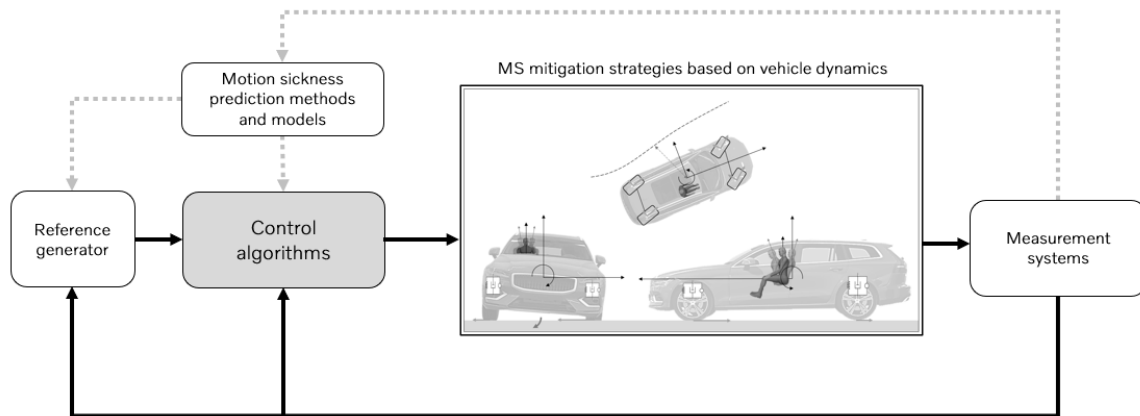 MS mitigation strategies based on vehicle dynamics
Motion sickness
prediction methods
and models
Reference
generator
Control
algorithms
Measurement
systems